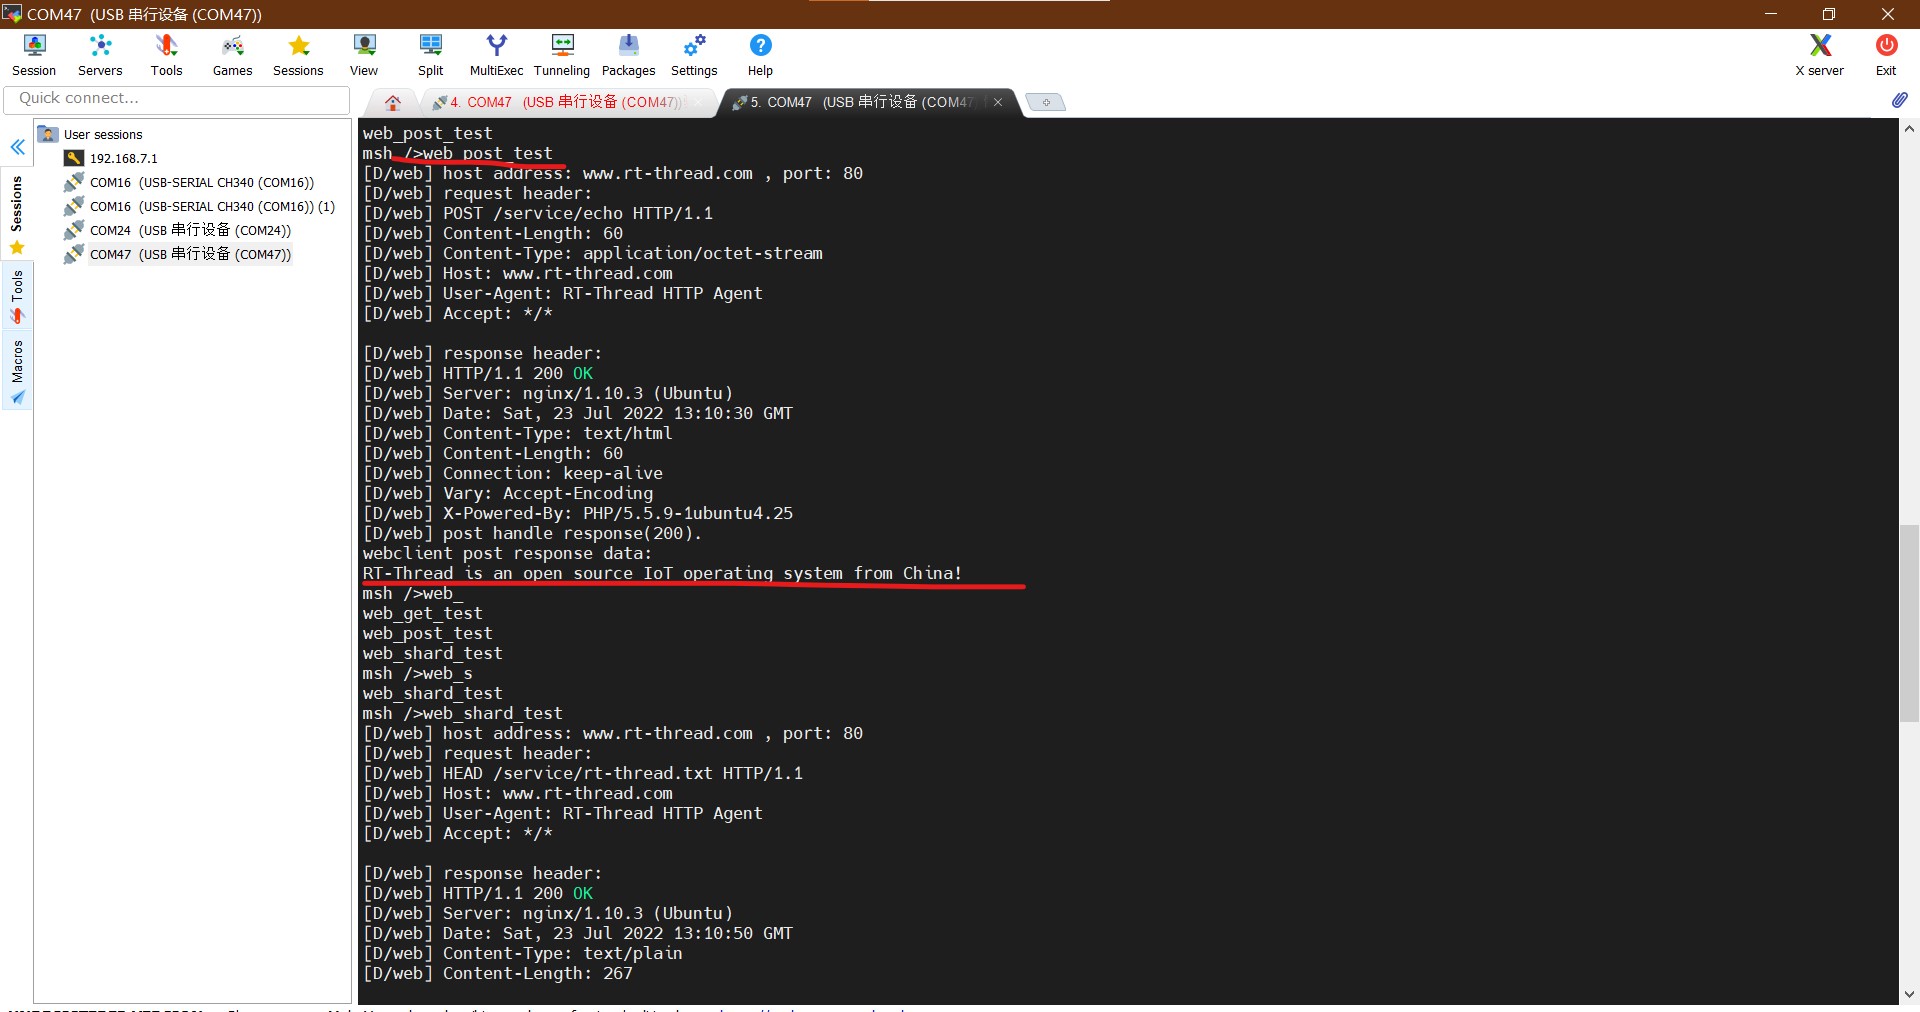 COM47 (USB 串行设备 (COM47))
Session Servers Tools Games Sessions View Split MultiExec Tunneling Packages Settings Help X server Exit
Quick connect...
4. COM47 (USB 串行设备 (COM47))
5. COM47 (USB 串行设备 (COM47
Sessions
Tools
Macros
User sessions
192.168.7.1
COM16 (USB-SERIAL CH340 (COM16))
COM16 (USB-SERIAL CH340 (COM16)) (1)
COM24 (USB 串行设备 (COM24))
COM47 (USB 串行设备 (COM47))
web_post_test
msh />web_post_test
[D/web] host address: www.rt-thread.com , port: 80
[D/web] request header:
[D/web] POST /service/echo HTTP/1.1
[D/web] Content-Length: 60
[D/web] Content-Type: application/octet-stream
[D/web] Host: www.rt-thread.com
[D/web] User-Agent: RT-Thread HTTP Agent
[D/web] Accept: */*
[D/web] response header:
[D/web] HTTP/1.1 200 OK
[D/web] Server: nginx/1.10.3 (Ubuntu)
[D/web] Date: Sat, 23 Jul 2022 13:10:30 GMT
[D/web] Content-Type: text/html
[D/web] Content-Length: 60
[D/web] Connection: keep-alive
[D/web] Vary: Accept-Encoding
[D/web] X-Powered-By: PHP/5.5.9-1ubuntu4.25
[D/web] post handle response(200).
webclient post response data:
RT-Thread is an open source IoT operating system from China!
msh />web_
web_get_test
web_post_test
web_shard_test
msh />web_s
web_shard_test
msh />web_shard_test
[D/web] host address: www.rt-thread.com , port: 80
[D/web] request header:
[D/web] HEAD /service/rt-thread.txt HTTP/1.1
[D/web] Host: www.rt-thread.com
[D/web] User-Agent: RT-Thread HTTP Agent
[D/web] Accept: */*
[D/web] response header:
[D/web] HTTP/1.1 200 OK
[D/web] Server: nginx/1.10.3 (Ubuntu)
[D/web] Date: Sat, 23 Jul 2022 13:10:50 GMT
[D/web] Content-Type: text/plain
[D/web] Content-Length: 267